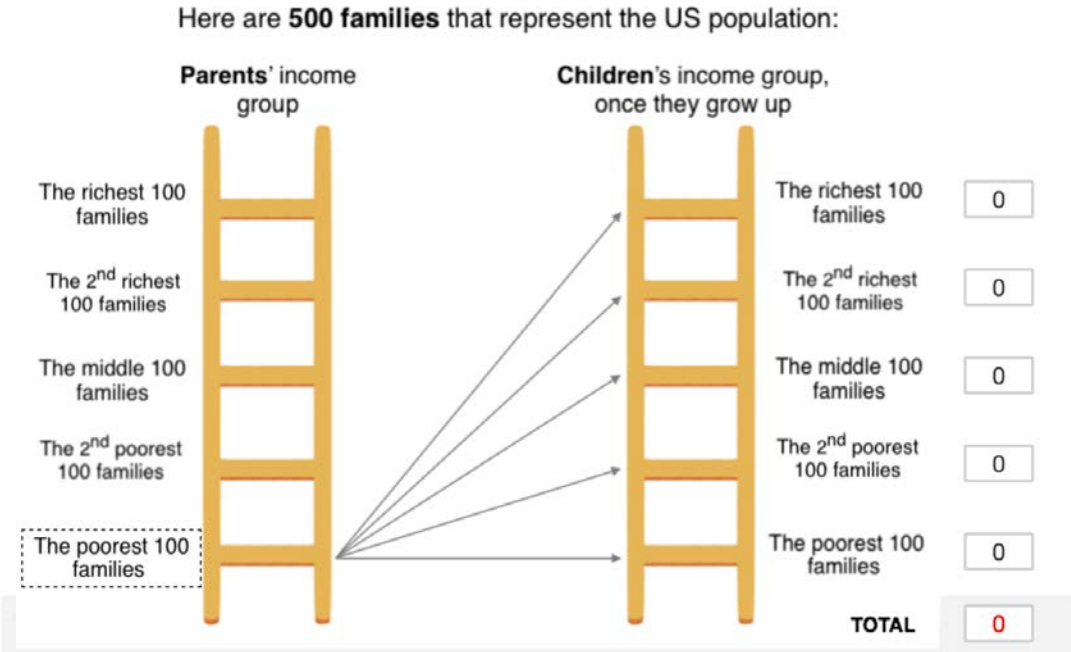 Here are 500 families that represent the US population:
Parents' income
group
Children's income group,
once they grow up
The richest 100
families
The richest 100
families
0
The 2nd richest
100 families
The 2nd richest
100 families
0
The middle 100
families
The middle 100
families
0
The 2nd poorest
100 families
The 2nd poorest
100 families
0
The poorest 100
families
The poorest 100
families
0
TOTAL
0